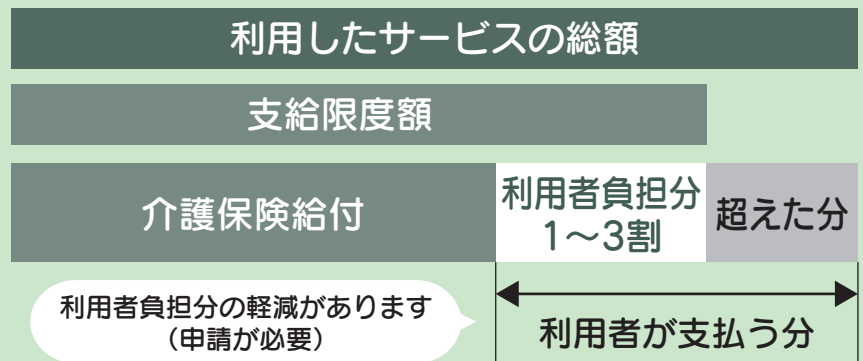 利用したサービスの総額
支給限度額
介護保険給付
利用者負担分
1～3割
超えた分
利用者負担分の軽減があります
（申請が必要）
利用者が支払う分